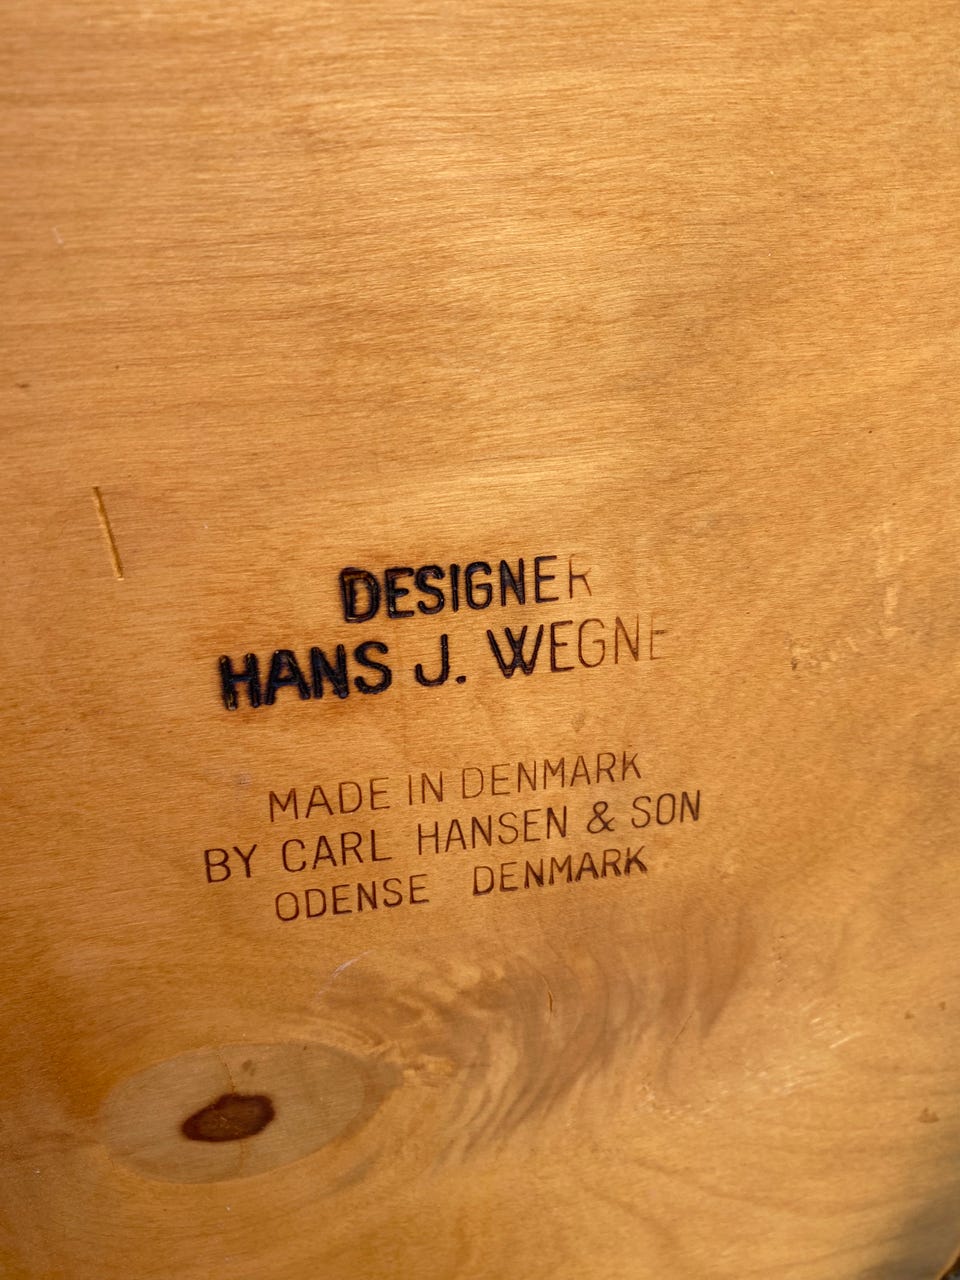 DESIGNER
HANS J. WEGNE
MADE IN DENMARK
BY CARL HANSEN & SON
ODENSE DENMARK